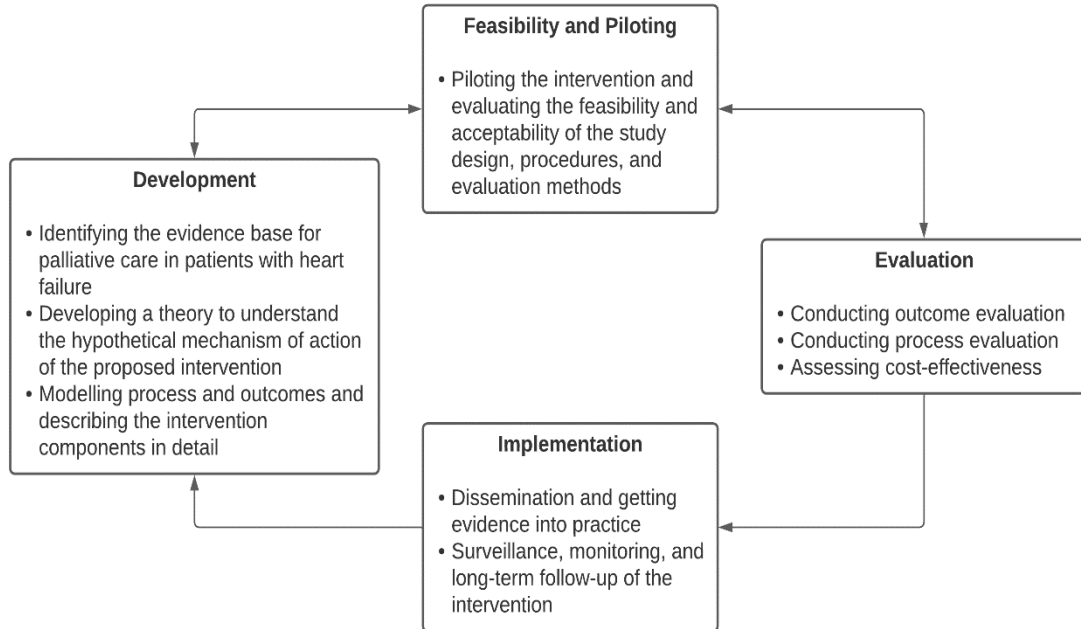 Feasibility and Piloting
• Piloting the intervention and
evaluating the feasibility and
acceptability of the study
design, procedures, and
evaluation methods
Development
• Identifying the evidence base for
palliative care in patients with heart
failure
• Developing a theory to understand
the hypothetical mechanism of action
of the proposed intervention
• Modelling process and outcomes and
describing the intervention
components in detail
Evaluation
• Conducting outcome evaluation
• Conducting process evaluation
• Assessing cost-effectiveness
Implementation
• Dissemination and getting
evidence into practice
• Surveillance, monitoring, and
long-term follow-up of the
intervention